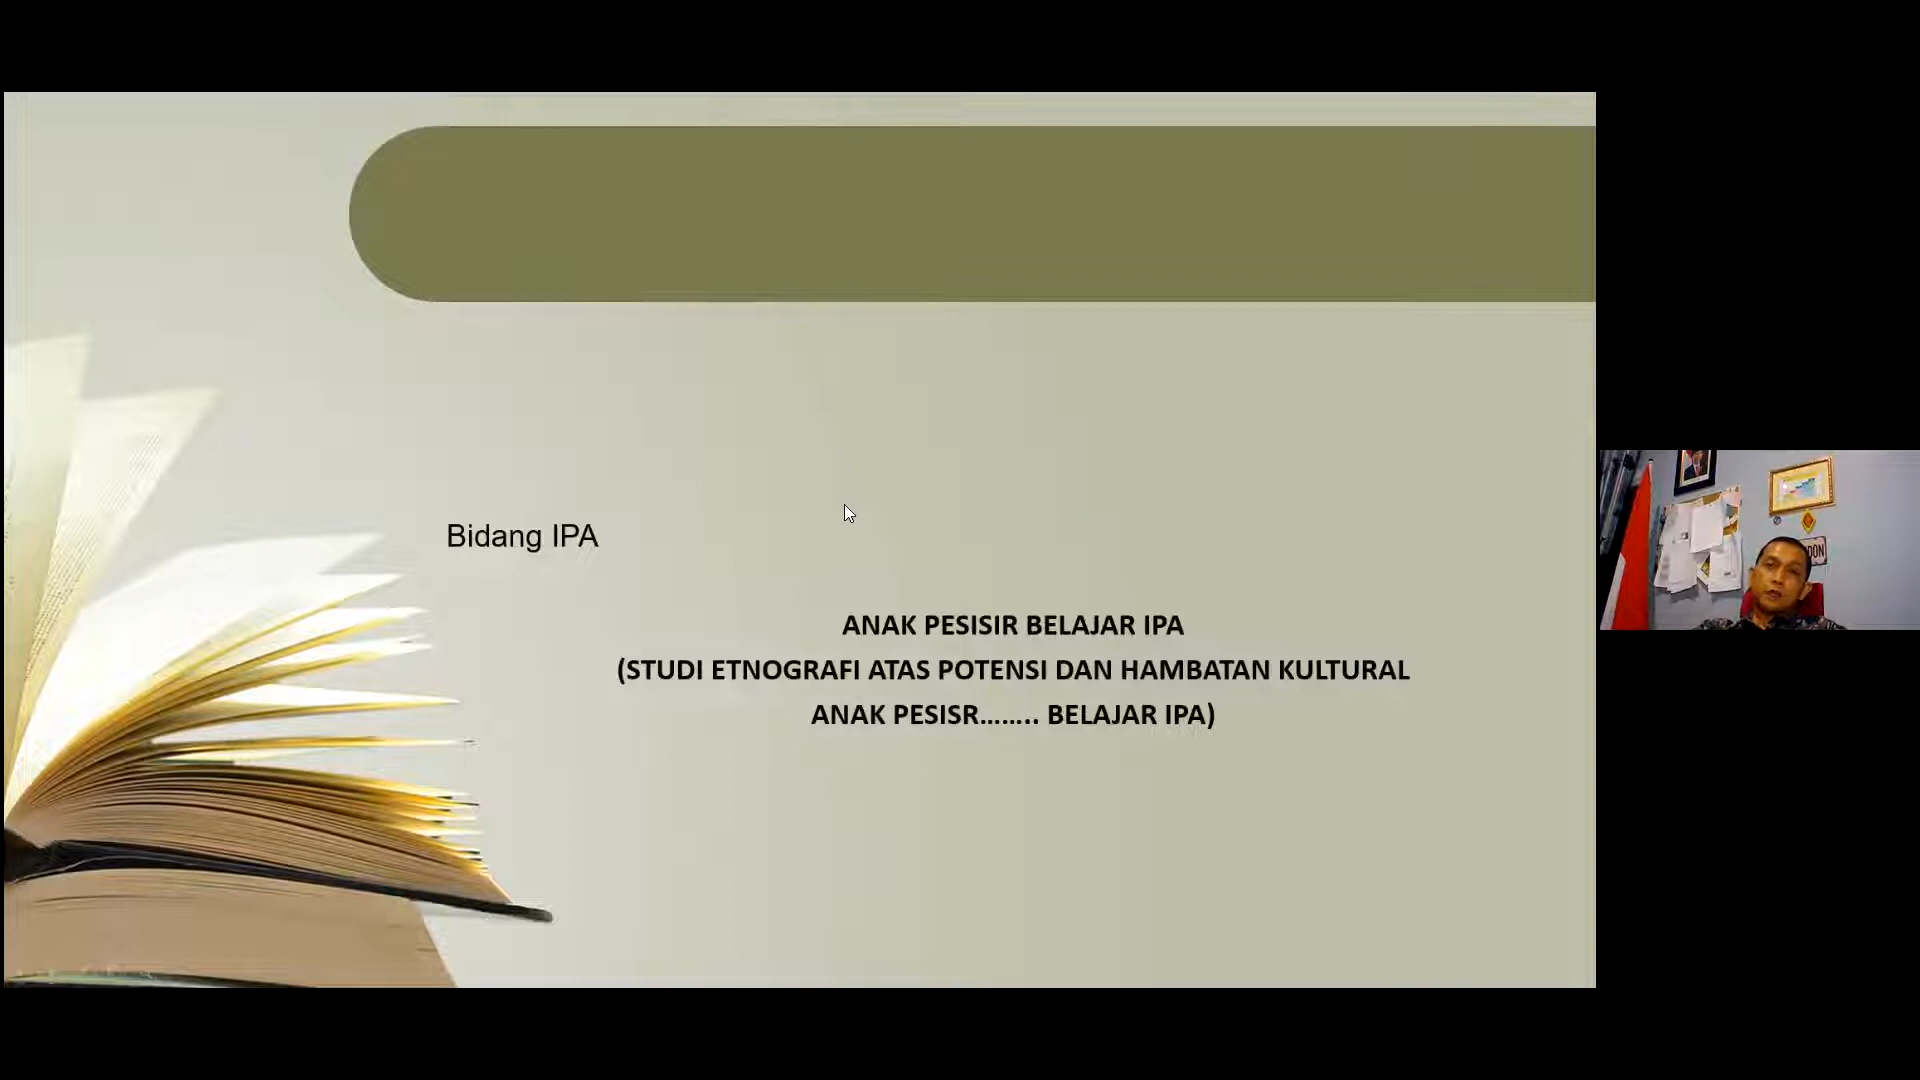 Bidang IPA
ANAK PESISIR BELAJAR IPA
(STUDI ETNOGRAFI ATAS POTENSI DAN HAMBATAN KULTURAL
ANAK PESISR…….. BELAJAR IPA)